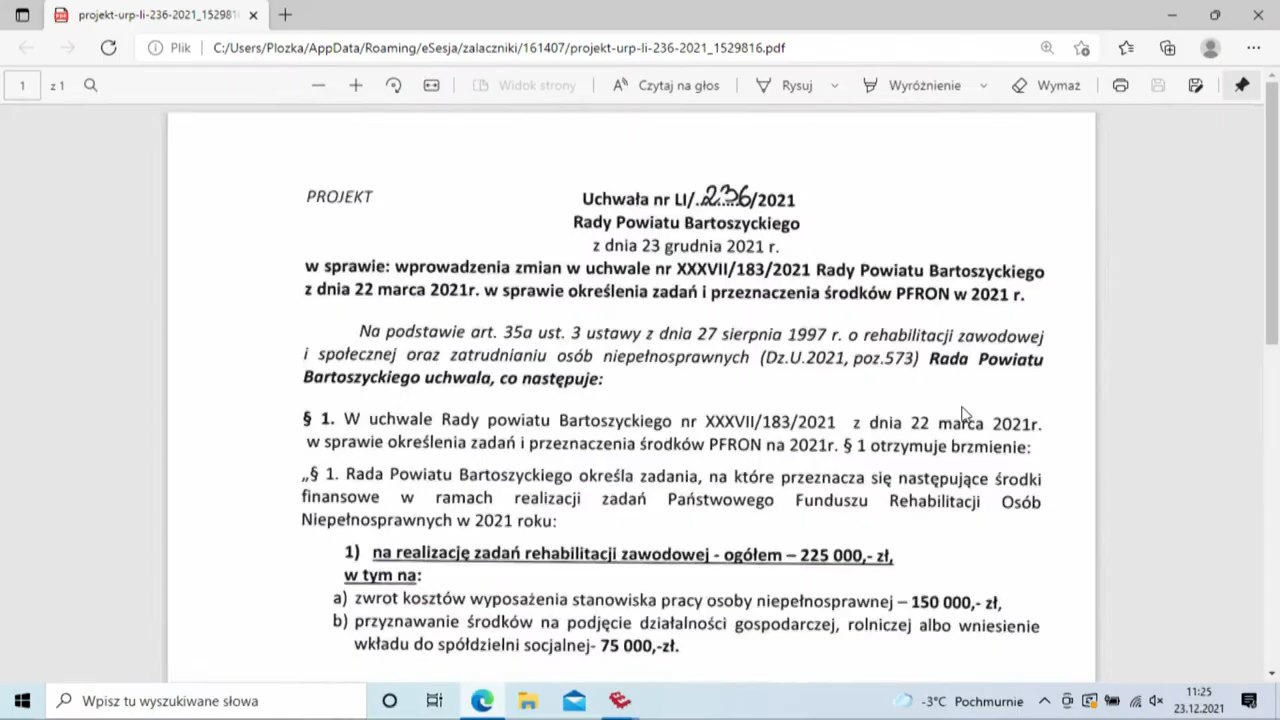 projekt-urp-li-236-2021_152981
Plik
C:/Users/Plozka/AppData/Roaming/eSesja/zalaczniki/161407/projekt-urp-li-236-2021_1529816.pdf
1 z 1 Widok strony Czytaj na głos Rysuj Wyróżnienie Wymaż
PROJEKT
Uchwała nr LI/..236../2021
Rady Powiatu Bartoszyckiego
z dnia 23 grudnia 2021 r.
w sprawie: wprowadzenia zmian w uchwale nr XXXVII/183/2021 Rady Powiatu Bartoszyckiego
z dnia 22 marca 2021r. w sprawie określenia zadań i przeznaczenia środków PFRON w 2021 r.
Na podstawie art. 35a ust. 3 ustawy z dnia 27 sierpnia 1997 r. o rehabilitacji zawodowej
i społecznej oraz zatrudnianiu osób niepełnosprawnych (Dz.U.2021, poz.573) Rada Powiatu
Bartoszyckiego uchwala, co następuje:
§ 1. W uchwale Rady powiatu Bartoszyckiego nr XXXVII/183/2021 z dnia 22 marca 2021r.
w sprawie określenia zadań i przeznaczenia środków PFRON na 2021r. § 1 otrzymuje brzmienie:
„§ 1. Rada Powiatu Bartoszyckiego określa zadania, na które przeznacza się następujące środki
finansowe w ramach realizacji zadań Państwowego Funduszu Rehabilitacji Osób
Niepełnosprawnych w 2021 roku:
1) na realizację zadań rehabilitacji zawodowej - ogółem – 225 000,- zł,
w tym na:
a) zwrot kosztów wyposażenia stanowiska pracy osoby niepełnosprawnej – 150 000,- zł,
b) przyznawanie środków na podjęcie działalności gospodarczej, rolniczej albo wniesienie
wkładu do spółdzielni socjalnej- 75 000,-zł.
Wpisz tu wyszukiwane słowa
-3°C Pochmurnie
11:25
23.12.2021